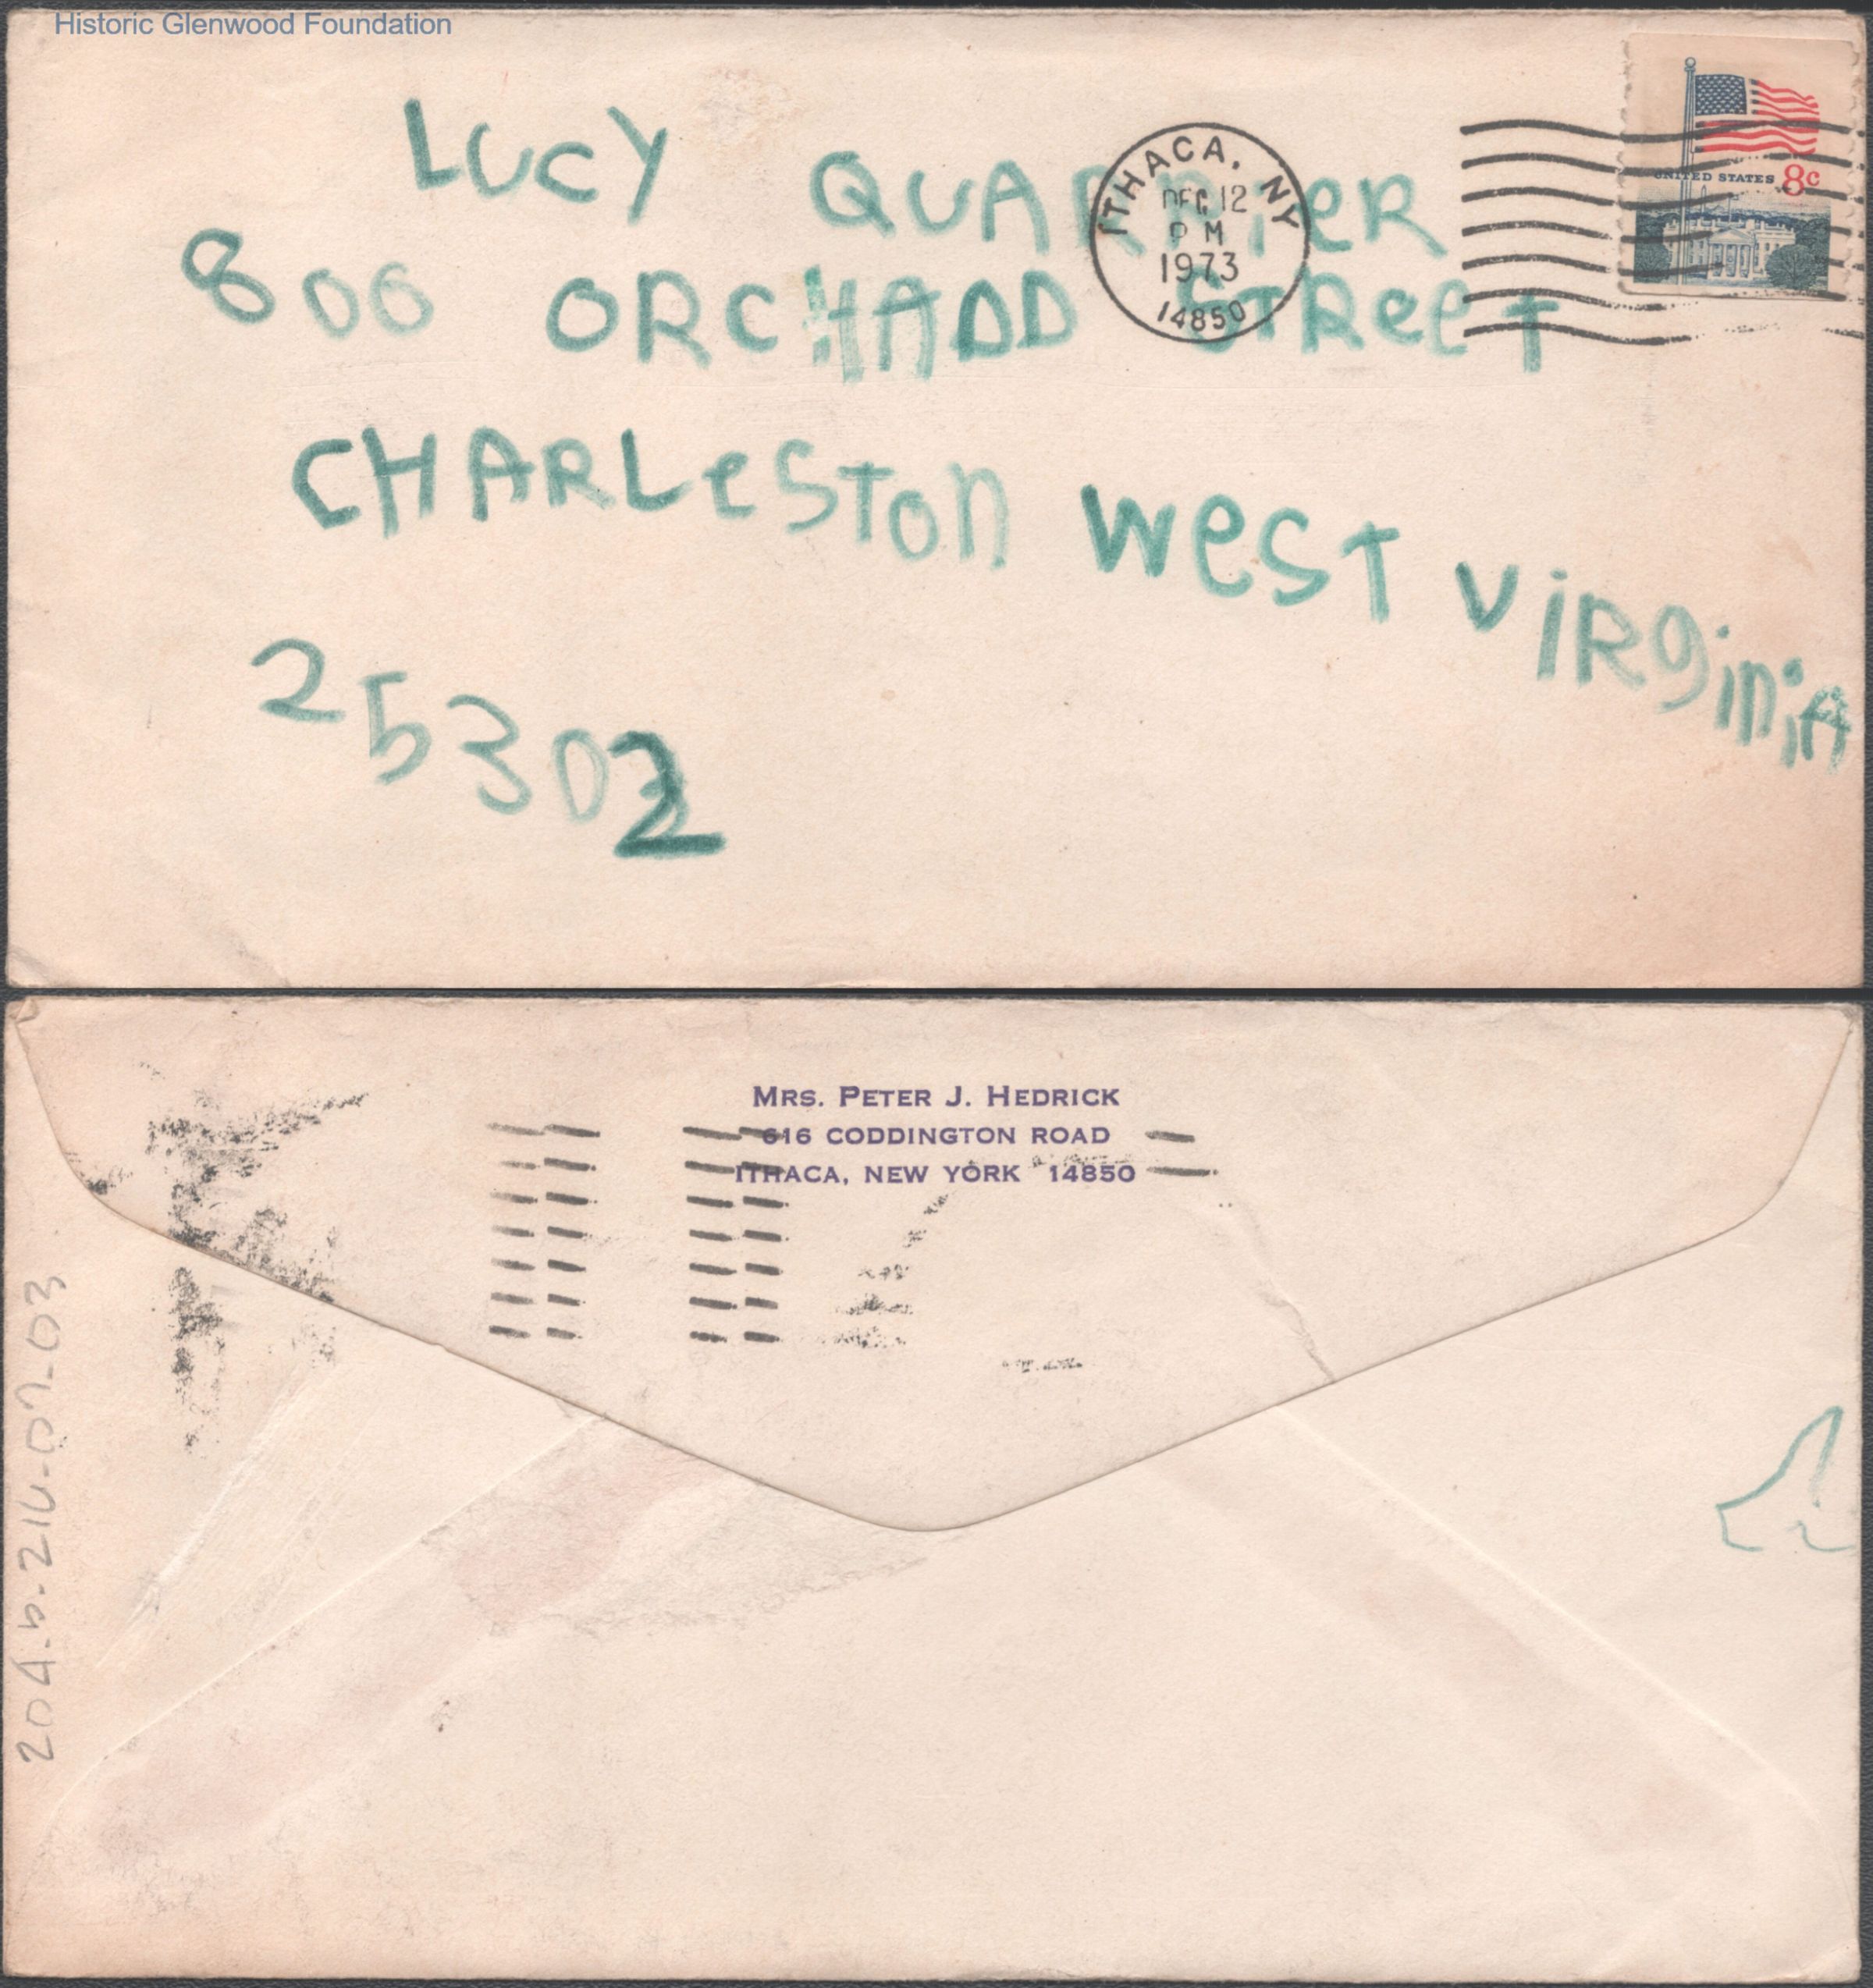 Historic Glenwood Foundation
LUCY QUARRIER
800 ORCHADD STReeT
CHARLeSTon WeST ViRginiA
25302
ITHACA, NY
DEC 12
PM
1973
14850
UNITED STATES 8c
MRS. PETER J. HEDRICK
616 CODDINGTON ROAD
ITHACA, NEW YORK 14850